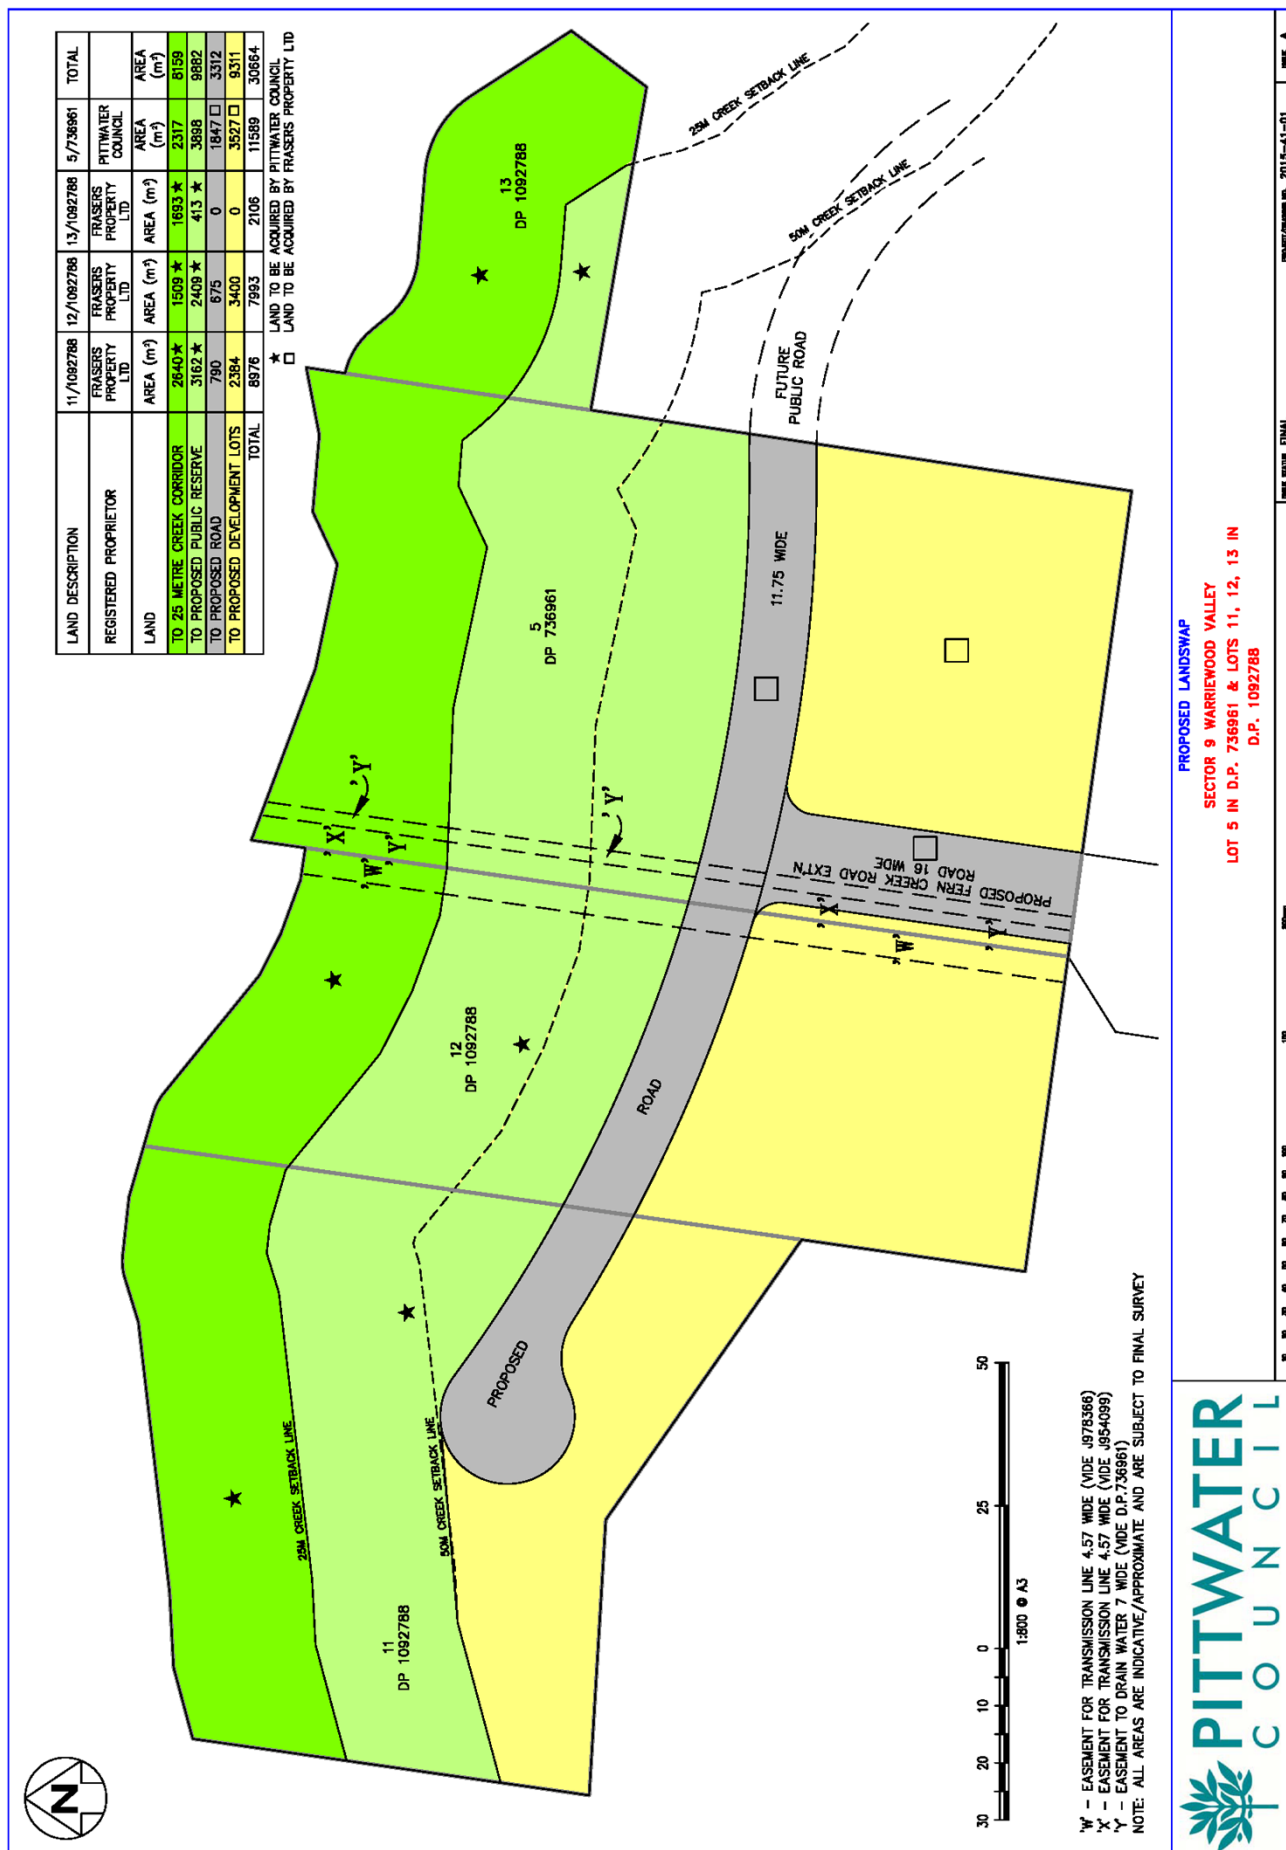 LAND DESCRIPTION 11/1092788 12/1092788 13/1092788 5/736961 TOTAL
REGISTERED PROPRIETOR FRASERS PROPERTY LTD FRASERS PROPERTY LTD FRASERS PROPERTY LTD PITTWATER COUNCIL
LAND AREA (m²) AREA (m²) AREA (m²) AREA (m²) AREA (m²)
TO 25 METRE CREEK CORRIDOR 2640 ★ 1509 ★ 1693 ★ 2317 8159
TO PROPOSED PUBLIC RESERVE 3162 ★ 2409 ★ 413 ★ 3898 9882
TO PROPOSED ROAD 790 675 0 1847 □ 3312
TO PROPOSED DEVELOPMENT LOTS 2384 3400 0 3527 □ 9311
TOTAL 8976 7993 2106 11589 30664
★ LAND TO BE ACQUIRED BY PITTWATER COUNCIL
□ LAND TO BE ACQUIRED BY FRASERS PROPERTY LTD
N
11
DP 1092788
12
DP 1092788
5
DP 736961
13
DP 1092788
25M CREEK SETBACK LINE
50M CREEK SETBACK LINE
25M CREEK SETBACK LINE
50M CREEK SETBACK LINE
'X'
'W'
'Y'
'Y'
'Y'
'X'
'W'
'Y'
PROPOSED
ROAD
11.75 WIDE
FUTURE
PUBLIC ROAD
PROPOSED FERN CREEK ROAD EXT'N
ROAD 16 WIDE
30 20 10 0 25 50
1:800 @ A3
'W' - EASEMENT FOR TRANSMISSION LINE 4.57 WIDE (VIDE J978366)
'X' - EASEMENT FOR TRANSMISSION LINE 4.57 WIDE (VIDE J954099)
'Y' - EASEMENT TO DRAIN WATER 7 WIDE (VIDE D.P.736961)
NOTE: ALL AREAS ARE INDICATIVE/APPROXIMATE AND ARE SUBJECT TO FINAL SURVEY
PITTWATER
COUNCIL
PROPOSED LANDSWAP
SECTOR 9 WARRIEWOOD VALLEY
LOT 5 IN D.P. 736961 & LOTS 11, 12, 13 IN
D.P. 1092788